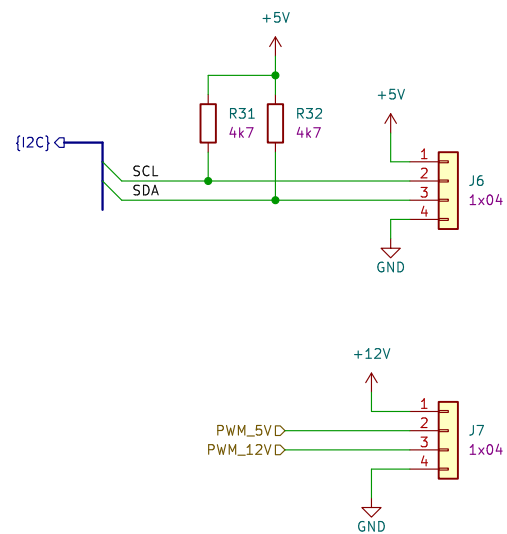 +5V
+5V
R31
4k7
R32
4k7
{I2C}
SCL
SDA
1
2
3
4
J6
1x04
GND
+12V
1
2
3
4
PWM_5V
PWM_12V
J7
1x04
GND